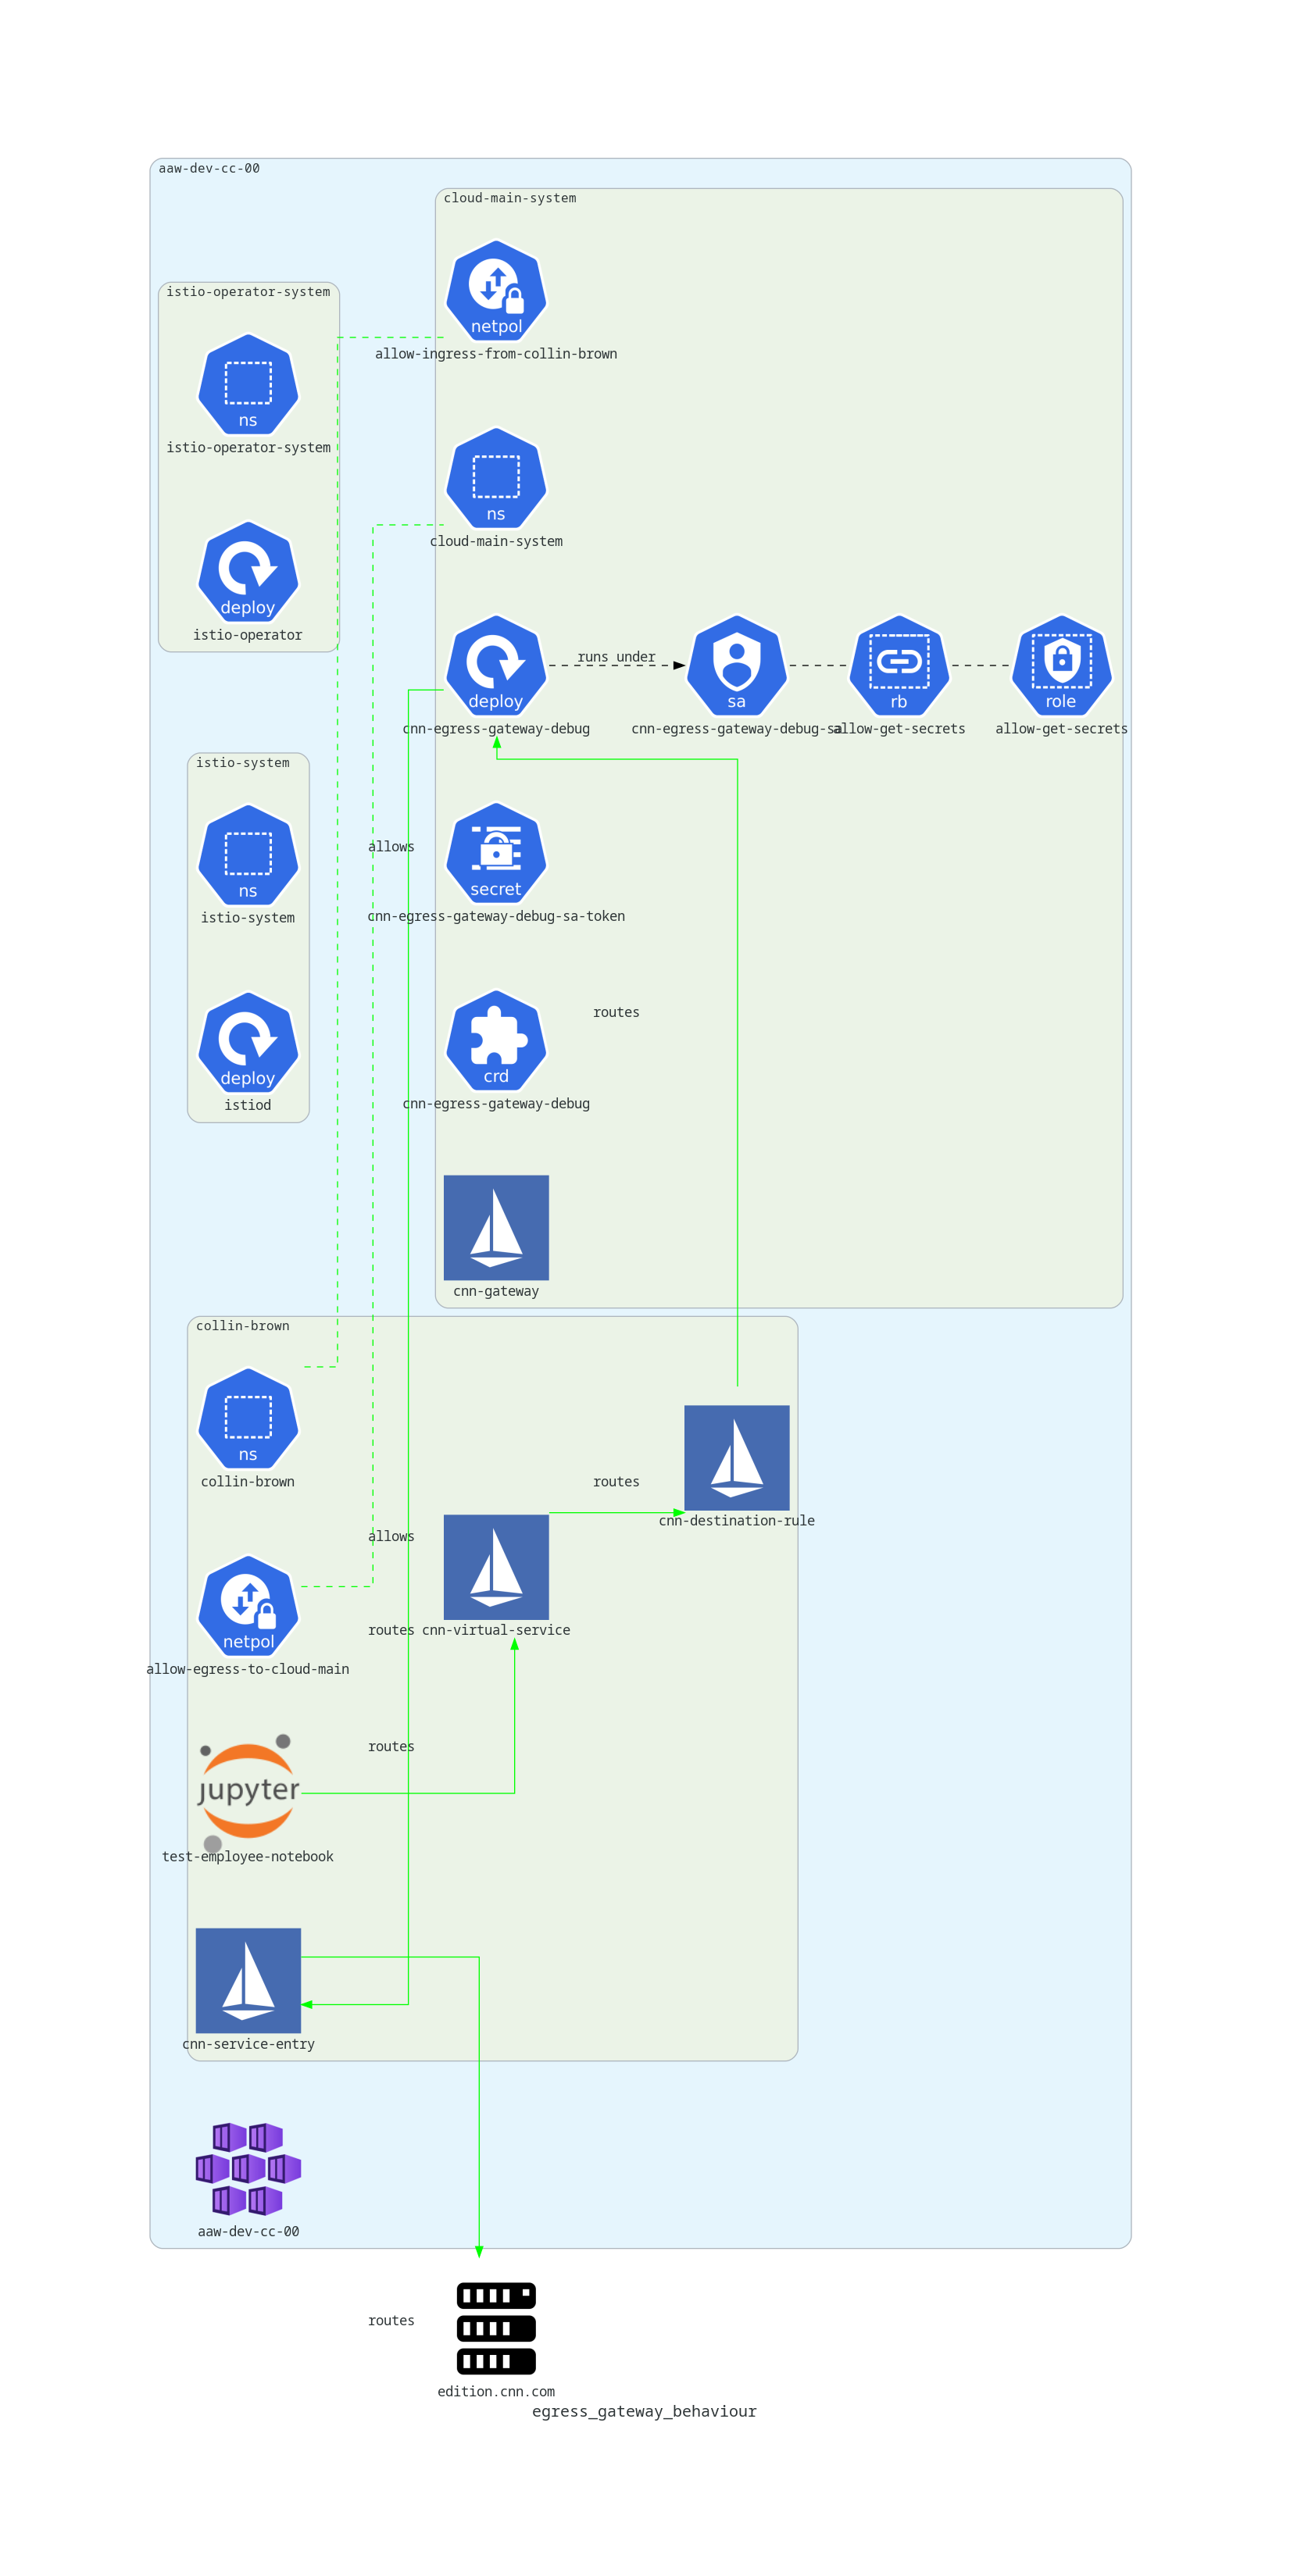 aaw-dev-cc-00
cloud-main-system
netpol
allow-ingress-from-collin-brown
istio-operator-system
ns
istio-operator-system
deploy
istio-operator
ns
cloud-main-system
deploy
cnn-egress-gateway-debug
runs under
sa
cnn-egress-gateway-debug-sa
rb
allow-get-secrets
role
allow-get-secrets
istio-system
ns
istio-system
deploy
istiod
allows
secret
cnn-egress-gateway-debug-sa-token
routes
crd
cnn-egress-gateway-debug
cnn-gateway
collin-brown
ns
collin-brown
routes
cnn-destination-rule
allows
netpol
allow-egress-to-cloud-main
routes
cnn-virtual-service
routes
jupyter
test-employee-notebook
cnn-service-entry
aaw-dev-cc-00
routes
edition.cnn.com
egress_gateway_behaviour